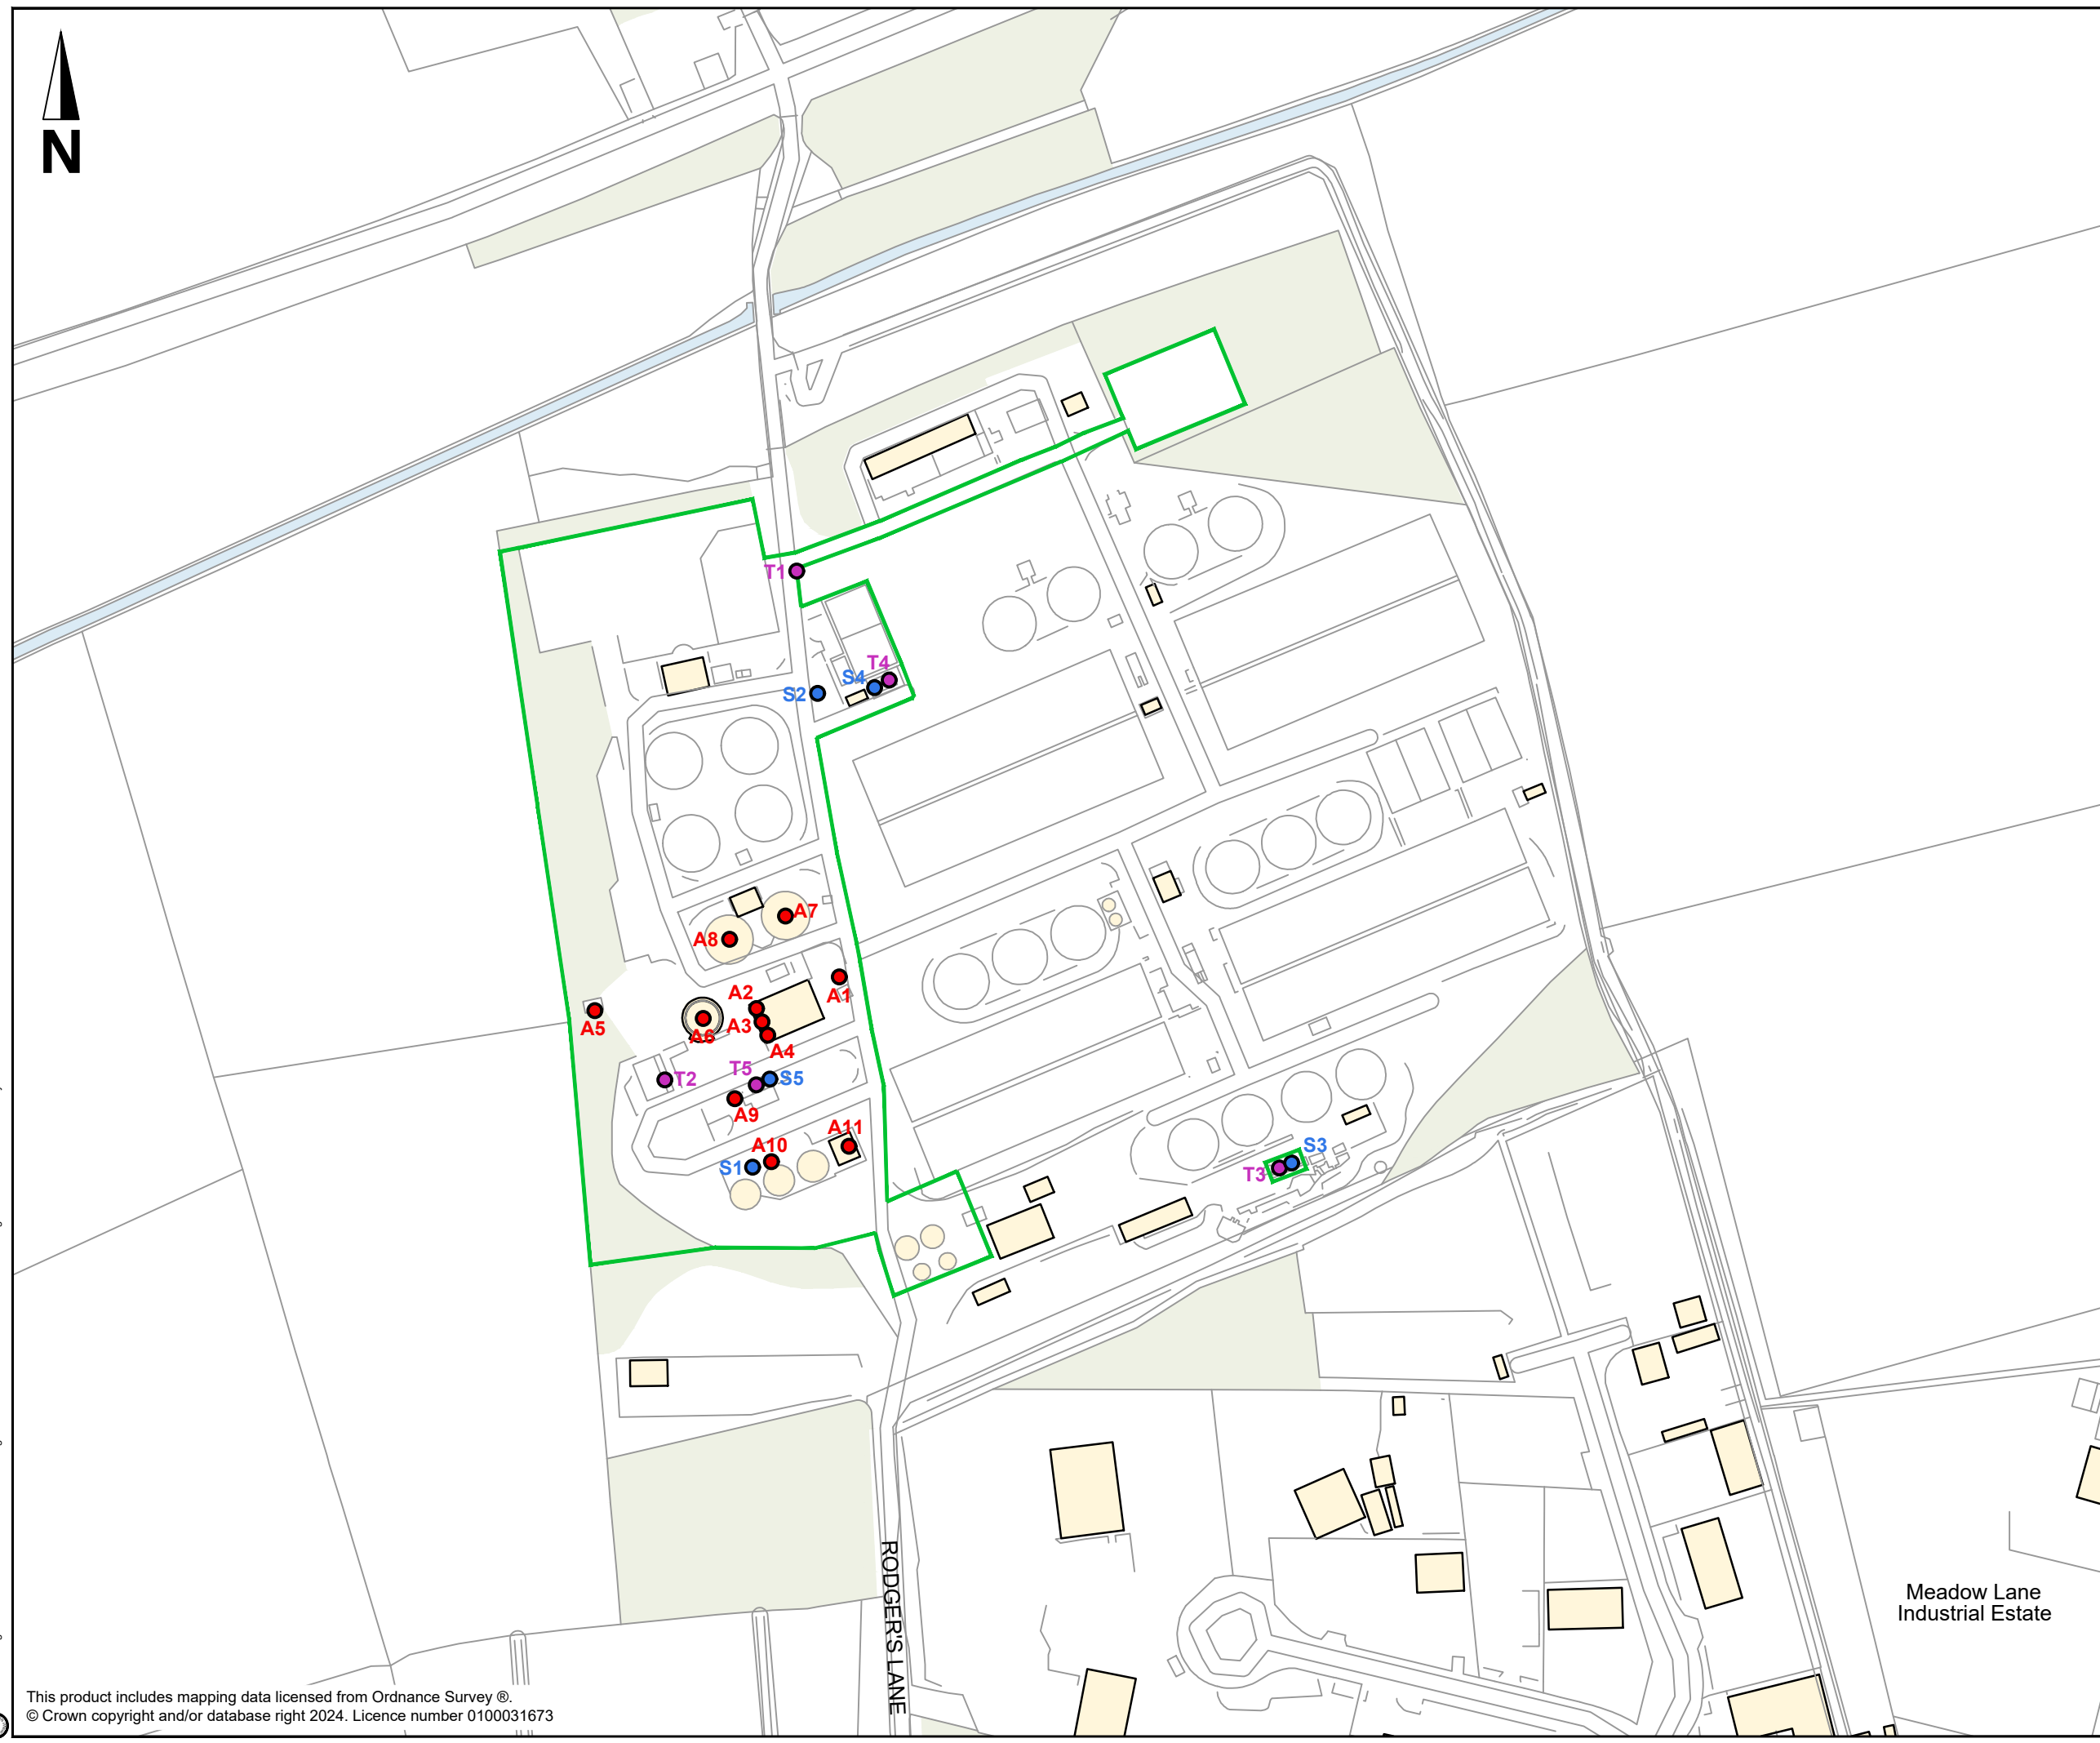 N
T1
T4
S4
S2
A7
A8
A2
A1
A3
A5
A6
A4
T5
T2
S5
A9
A11
A10
S1
S3
T3
RODGER'S LANE
Meadow Lane
Industrial Estate
This product includes mapping data licensed from Ordnance Survey ®.
© Crown copyright and/or database right 2024. Licence number 0100031673